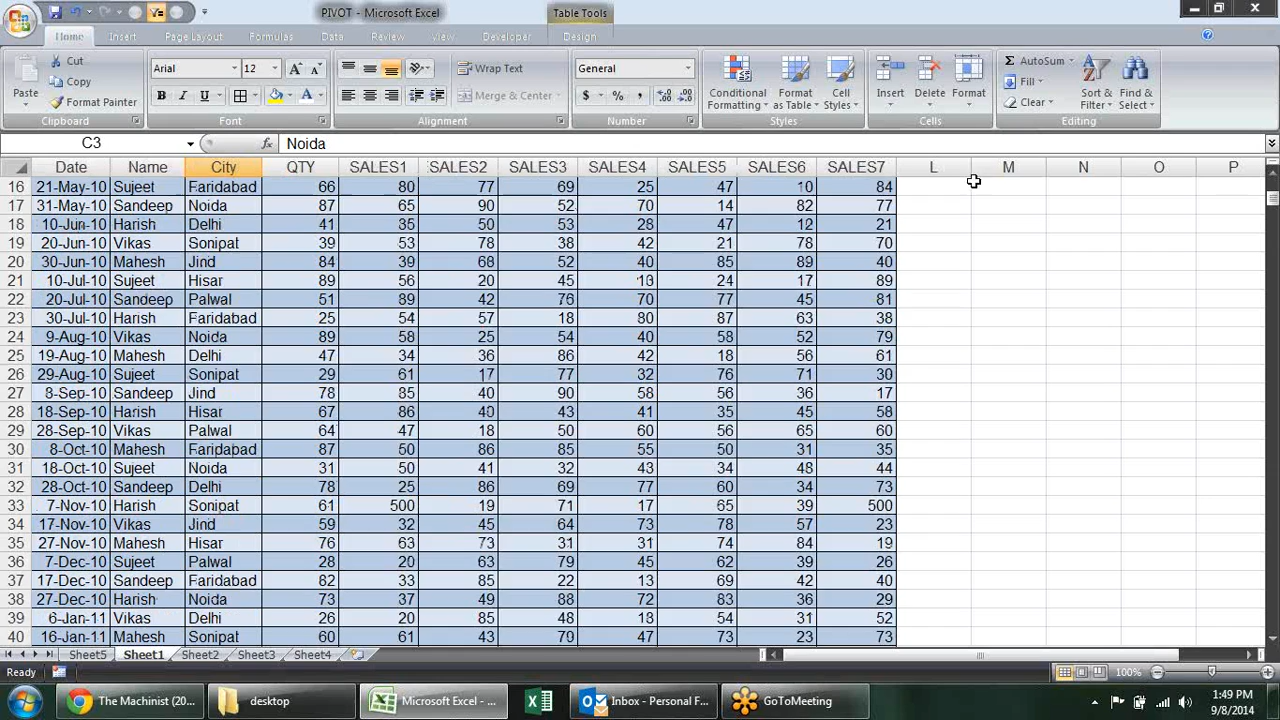 PIVOT - Microsoft Excel
Table Tools
Home Insert Page Layout Formulas Data Review View Developer Design
Paste
Cut
Copy
Format Painter
Clipboard
Arial 12
B I U
Font
Wrap Text
Merge & Center
Alignment
General
$ % ,
Number
Conditional Formatting
Format as Table
Cell Styles
Styles
Insert Delete Format
Cells
AutoSum
Fill
Clear
Sort & Filter
Find & Select
Editing
C3 fx Noida
Date Name City QTY SALES1 SALES2 SALES3 SALES4 SALES5 SALES6 SALES7 L M N O P
16 21-May-10 Sujeet Faridabad 66 80 77 69 25 47 10 84
17 31-May-10 Sandeep Noida 87 65 90 52 70 14 82 77
18 10-Jun-10 Harish Delhi 41 35 50 53 28 47 12 21
19 20-Jun-10 Vikas Sonipat 39 53 78 38 42 21 78 70
20 30-Jun-10 Mahesh Jind 84 39 68 52 40 85 89 40
21 10-Jul-10 Sujeet Hisar 89 56 20 45 13 24 17 89
22 20-Jul-10 Sandeep Palwal 51 89 42 76 70 77 45 81
23 30-Jul-10 Harish Faridabad 25 54 57 18 80 87 63 38
24 9-Aug-10 Vikas Noida 89 58 25 54 40 58 52 79
25 19-Aug-10 Mahesh Delhi 47 34 36 86 42 18 56 61
26 29-Aug-10 Sujeet Sonipat 29 61 17 77 32 76 71 30
27 8-Sep-10 Sandeep Jind 78 85 40 90 58 56 36 17
28 18-Sep-10 Harish Hisar 67 86 40 43 41 35 45 58
29 28-Sep-10 Vikas Palwal 64 47 18 50 60 56 65 60
30 8-Oct-10 Mahesh Faridabad 87 50 86 85 55 50 31 35
31 18-Oct-10 Sujeet Noida 31 50 41 32 43 34 48 44
32 28-Oct-10 Sandeep Delhi 78 25 86 69 77 60 34 73
33 7-Nov-10 Harish Sonipat 61 500 19 71 17 65 39 500
34 17-Nov-10 Vikas Jind 59 32 45 64 73 78 57 23
35 27-Nov-10 Mahesh Hisar 76 63 73 31 31 74 84 19
36 7-Dec-10 Sujeet Palwal 28 20 63 79 45 62 39 26
37 17-Dec-10 Sandeep Faridabad 82 33 85 22 13 69 42 40
38 27-Dec-10 Harish Noida 73 37 49 88 72 83 36 29
39 6-Jan-11 Vikas Delhi 26 20 85 48 18 54 31 52
40 16-Jan-11 Mahesh Sonipat 60 61 43 70 47 73 23 73
Sheet5 Sheet1 Sheet2 Sheet3 Sheet4
Ready 100%
The Machinist (20... desktop Microsoft Excel - ... Inbox - Personal F... GoToMeeting
1:49 PM
9/8/2014